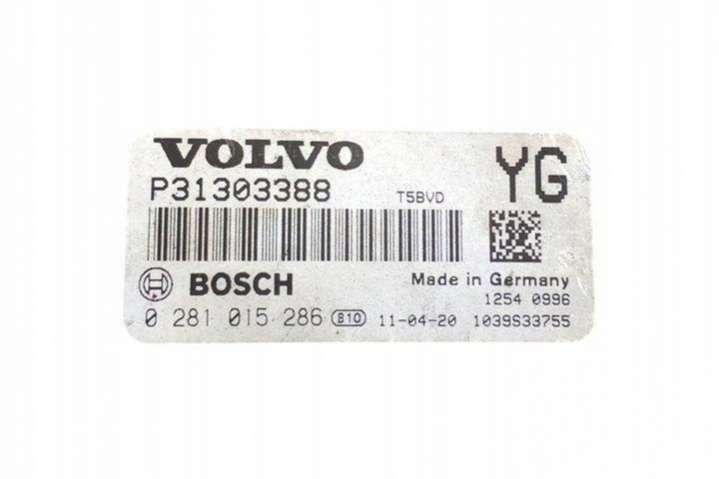 VOLVO YG
P31303388 T5BVD
BOSCH Made in Germany
1254 0996
0 281 015 286 B10 11-04-20 1039S33755